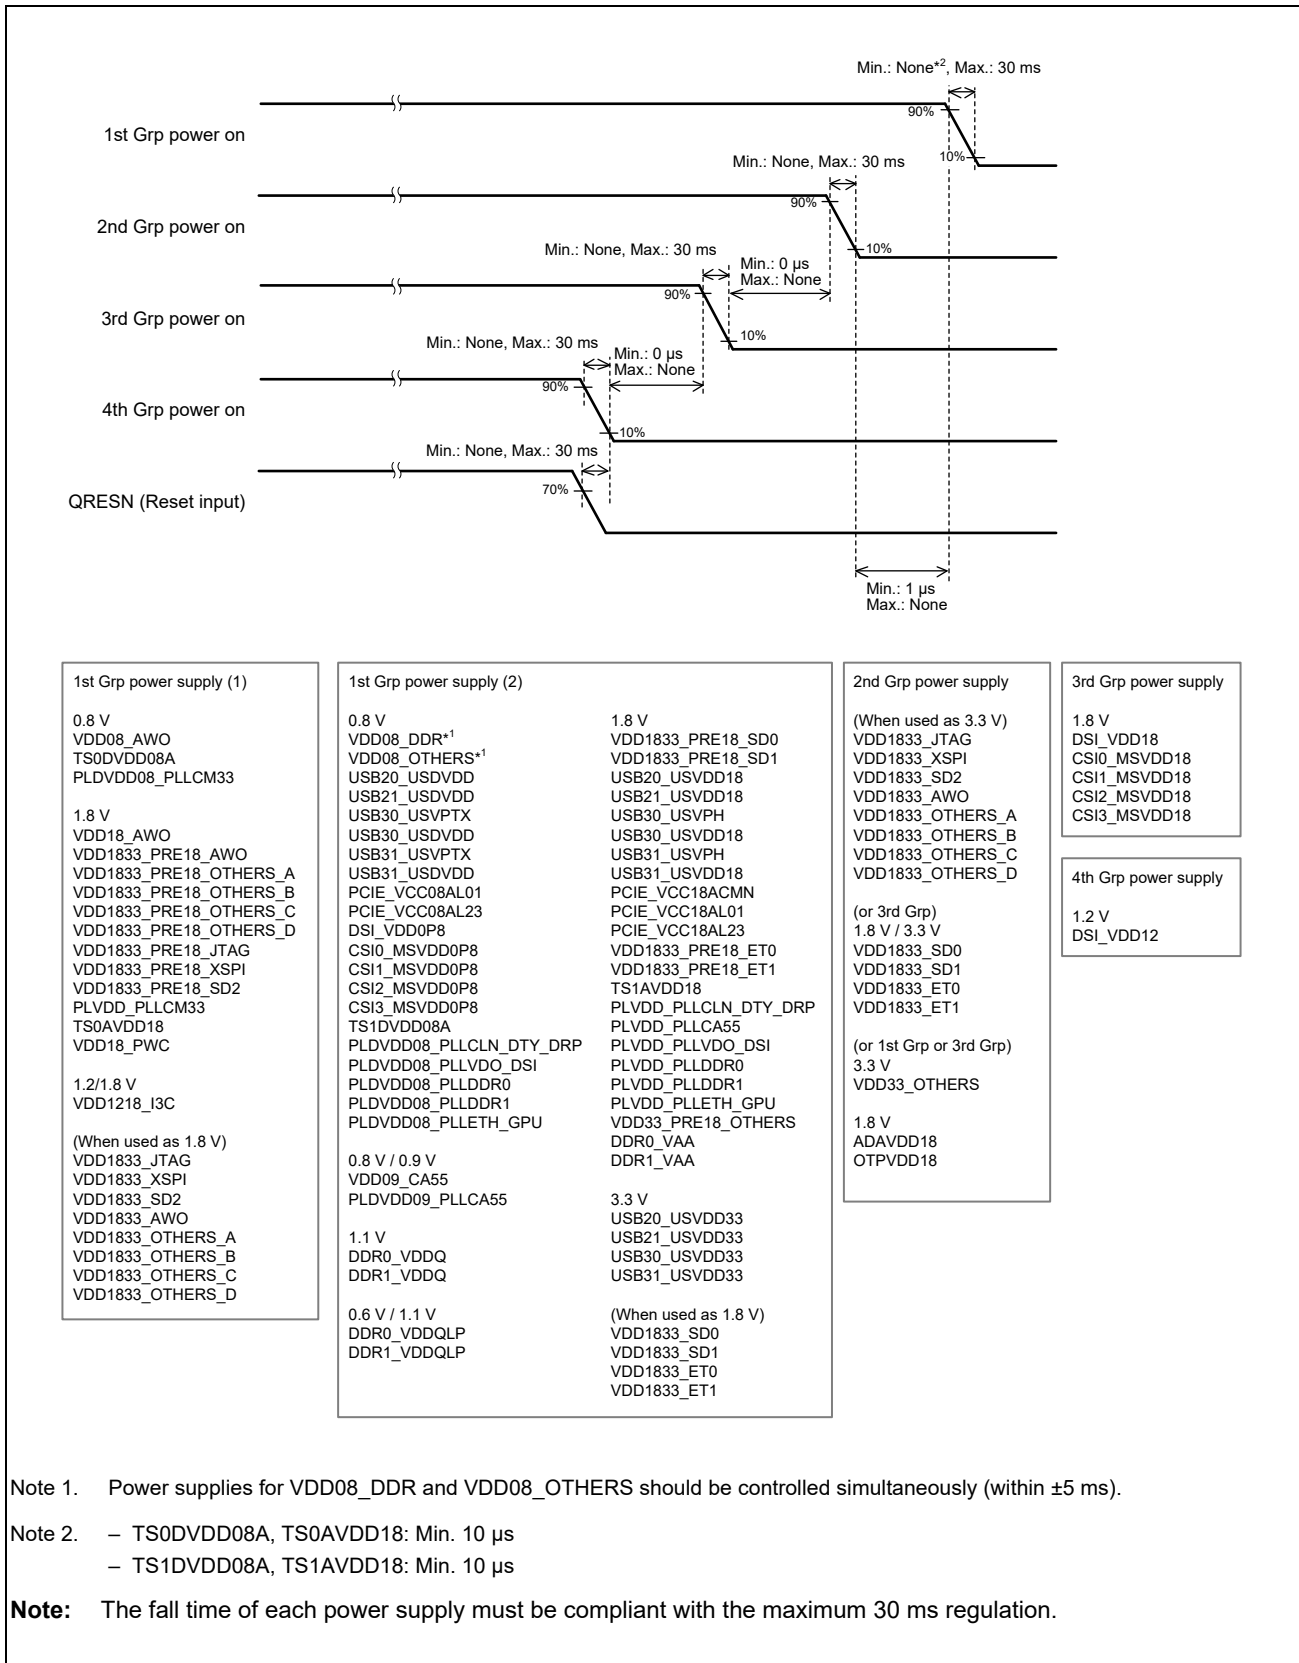 Min.: None*2, Max.: 30 ms
90%
1st Grp power on
10%
Min.: None, Max.: 30 ms
90%
2nd Grp power on
10%
Min.: None, Max.: 30 ms
Min.: 0 µs
Max.: None
90%
3rd Grp power on
10%
Min.: None, Max.: 30 ms
Min.: 0 µs
Max.: None
90%
4th Grp power on
10%
Min.: None, Max.: 30 ms
70%
QRESN (Reset input)
Min.: 1 µs
Max.: None
1st Grp power supply (1)
0.8 V
VDD08_AWO
TS0DVDD08A
PLDVDD08_PLLCM33
1.8 V
VDD18_AWO
VDD1833_PRE18_AWO
VDD1833_PRE18_OTHERS_A
VDD1833_PRE18_OTHERS_B
VDD1833_PRE18_OTHERS_C
VDD1833_PRE18_OTHERS_D
VDD1833_PRE18_JTAG
VDD1833_PRE18_XSPI
VDD1833_PRE18_SD2
PLVDD_PLLCM33
TS0AVDD18
VDD18_PWC
1.2/1.8 V
VDD1218_I3C
(When used as 1.8 V)
VDD1833_JTAG
VDD1833_XSPI
VDD1833_SD2
VDD1833_AWO
VDD1833_OTHERS_A
VDD1833_OTHERS_B
VDD1833_OTHERS_C
VDD1833_OTHERS_D
1st Grp power supply (2)
0.8 V
VDD08_DDR*1
VDD08_OTHERS*1
USB20_USDVDD
USB21_USDVDD
USB30_USVPTX
USB30_USDVDD
USB31_USVPTX
USB31_USDVDD
PCIE_VCC08AL01
PCIE_VCC08AL23
DSI_VDD0P8
CSI0_MSVDD0P8
CSI1_MSVDD0P8
CSI2_MSVDD0P8
CSI3_MSVDD0P8
TS1DVDD08A
PLDVDD08_PLLCLN_DTY_DRP
PLDVDD08_PLLVDO_DSI
PLDVDD08_PLLDDR0
PLDVDD08_PLLDDR1
PLDVDD08_PLLETH_GPU
0.8 V / 0.9 V
VDD09_CA55
PLDVDD09_PLLCA55
1.1 V
DDR0_VDDQ
DDR1_VDDQ
0.6 V / 1.1 V
DDR0_VDDQLP
DDR1_VDDQLP
1.8 V
VDD1833_PRE18_SD0
VDD1833_PRE18_SD1
USB20_USVDD18
USB21_USVDD18
USB30_USVPH
USB30_USVDD18
USB31_USVPH
USB31_USVDD18
PCIE_VCC18ACMN
PCIE_VCC18AL01
PCIE_VCC18AL23
VDD1833_PRE18_ET0
VDD1833_PRE18_ET1
TS1AVDD18
PLVDD_PLLCLN_DTY_DRP
PLVDD_PLLCA55
PLVDD_PLLVDO_DSI
PLVDD_PLLDDR0
PLVDD_PLLDDR1
PLVDD_PLLETH_GPU
VDD33_PRE18_OTHERS
DDR0_VAA
DDR1_VAA
3.3 V
USB20_USVDD33
USB21_USVDD33
USB30_USVDD33
USB31_USVDD33
(When used as 1.8 V)
VDD1833_SD0
VDD1833_SD1
VDD1833_ET0
VDD1833_ET1
2nd Grp power supply
(When used as 3.3 V)
VDD1833_JTAG
VDD1833_XSPI
VDD1833_SD2
VDD1833_AWO
VDD1833_OTHERS_A
VDD1833_OTHERS_B
VDD1833_OTHERS_C
VDD1833_OTHERS_D
(or 3rd Grp)
1.8 V / 3.3 V
VDD1833_SD0
VDD1833_SD1
VDD1833_ET0
VDD1833_ET1
(or 1st Grp or 3rd Grp)
3.3 V
VDD33_OTHERS
1.8 V
ADAVDD18
OTPVDD18
3rd Grp power supply
1.8 V
DSI_VDD18
CSI0_MSVDD18
CSI1_MSVDD18
CSI2_MSVDD18
CSI3_MSVDD18
4th Grp power supply
1.2 V
DSI_VDD12
Note 1. Power supplies for VDD08_DDR and VDD08_OTHERS should be controlled simultaneously (within ±5 ms).
Note 2. – TS0DVDD08A, TS0AVDD18: Min. 10 µs
– TS1DVDD08A, TS1AVDD18: Min. 10 µs
Note: The fall time of each power supply must be compliant with the maximum 30 ms regulation.